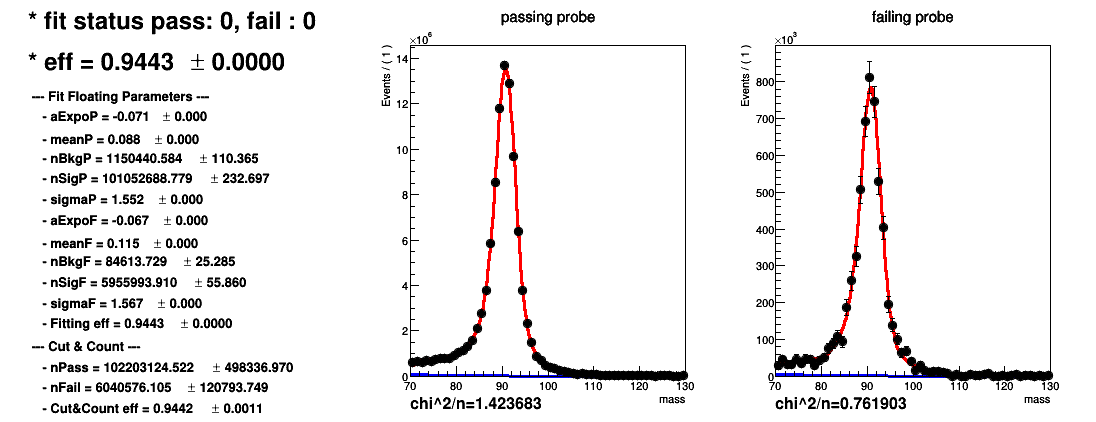 * fit status pass: 0, fail : 0
* eff = 0.9443 ± 0.0000
--- Fit Floating Parameters ---
- aExpoP = -0.071 ± 0.000
- meanP = 0.088 ± 0.000
- nBkgP = 1150440.584 ± 110.365
- nSigP = 101052688.779 ± 232.697
- sigmaP = 1.552 ± 0.000
- aExpoF = -0.067 ± 0.000
- meanF = 0.115 ± 0.000
- nBkgF = 84613.729 ± 25.285
- nSigF = 5955993.910 ± 55.860
- sigmaF = 1.567 ± 0.000
- Fitting eff = 0.9443 ± 0.0000
--- Cut & Count ---
- nPass = 102203124.522 ± 498336.970
- nFail = 6040576.105 ± 120793.749
- Cut&Count eff = 0.9442 ± 0.0011
passing probe
×10^6
Events / ( 1 )
14
12
10
8
6
4
2
0
70 80 90 100 110 120 130
mass
chi^2/n=1.423683
failing probe
×10^3
Events / ( 1 )
800
700
600
500
400
300
200
100
0
70 80 90 100 110 120 130
mass
chi^2/n=0.761903